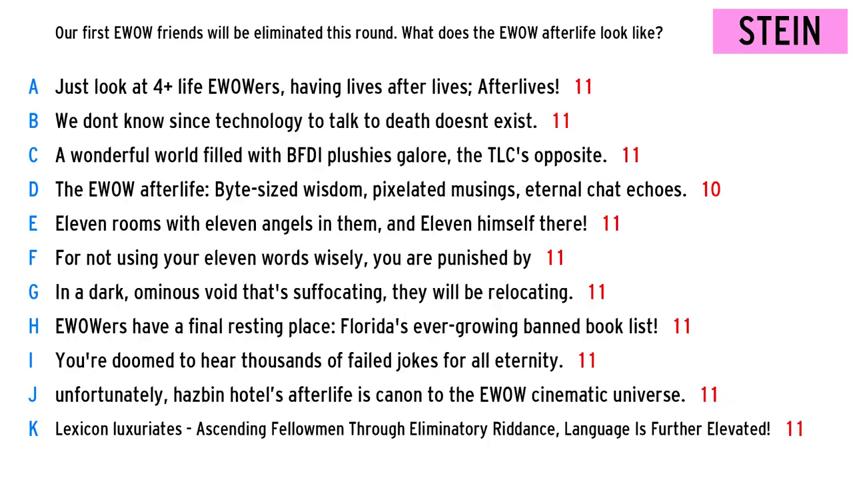 Our first EWOW friends will be eliminated this round. What does the EWOW afterlife look like?
STEIN
A Just look at 4+ life EWOWers, having lives after lives; Afterlives! 11
B We dont know since technology to talk to death doesnt exist. 11
C A wonderful world filled with BFDI plushies galore, the TLC's opposite. 11
D The EWOW afterlife: Byte-sized wisdom, pixelated musings, eternal chat echoes. 10
E Eleven rooms with eleven angels in them, and Eleven himself there! 11
F For not using your eleven words wisely, you are punished by 11
G In a dark, ominous void that's suffocating, they will be relocating. 11
H EWOWers have a final resting place: Florida's ever-growing banned book list! 11
I You're doomed to hear thousands of failed jokes for all eternity. 11
J unfortunately, hazbin hotel’s afterlife is canon to the EWOW cinematic universe. 11
K Lexicon luxuriates - Ascending Fellowmen Through Eliminatory Riddance, Language Is Further Elevated! 11